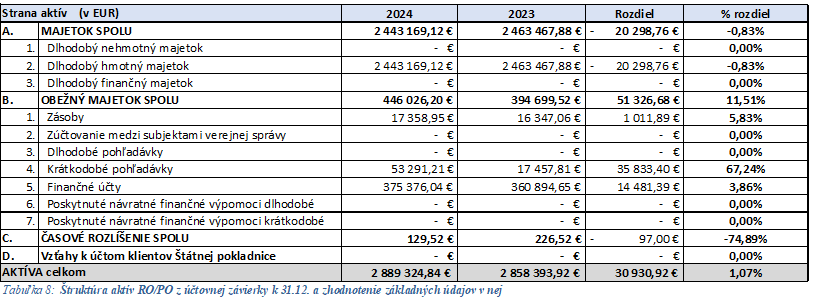 Strana aktív (v EUR) 2024 2023 Rozdiel % rozdiel
A. MAJETOK SPOLU 2 443 169,12 € 2 463 467,88 € - 20 298,76 € -0,83%
1. Dlhodobý nehmotný majetok - € - € - € 0,00%
2. Dlhodobý hmotný majetok 2 443 169,12 € 2 463 467,88 € - 20 298,76 € -0,83%
3. Dlhodobý finančný majetok - € - € - € 0,00%
B. OBEŽNÝ MAJETOK SPOLU 446 026,20 € 394 699,52 € 51 326,68 € 11,51%
1. Zásoby 17 358,95 € 16 347,06 € 1 011,89 € 5,83%
2. Zúčtovanie medzi subjektami verejnej správy - € - € - € 0,00%
3. Dlhodobé pohľadávky - € - € - € 0,00%
4. Krátkodobé pohľadávky 53 291,21 € 17 457,81 € 35 833,40 € 67,24%
5. Finančné účty 375 376,04 € 360 894,65 € 14 481,39 € 3,86%
6. Poskytnuté návratné finančné výpomoci dlhodobé - € - € - € 0,00%
7. Poskytnuté návratné finančné výpomoci krátkodobé - € - € - € 0,00%
C. ČASOVÉ ROZLÍŠENIE SPOLU 129,52 € 226,52 € - 97,00 € -74,89%
D. Vzťahy k účtom klientov Štátnej pokladnice - € - € - € 0,00%
AKTÍVA celkom 2 889 324,84 € 2 858 393,92 € 30 930,92 € 1,07%
Tabuľka 8: Štruktúra aktív RO/PO z účtovnej závierky k 31.12. a zhodnotenie základných údajov v nej